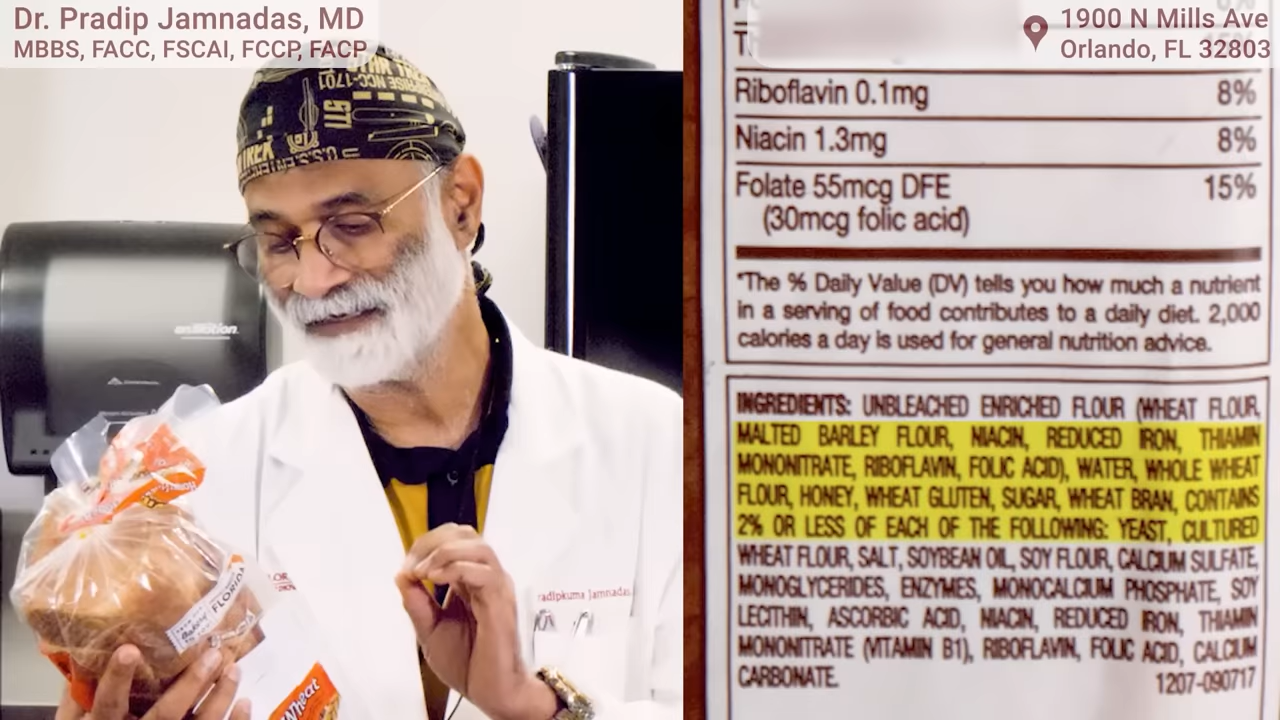 Dr. Pradip Jamnadas, MD
MBBS, FACC, FSCAI, FCCP, FACP
1900 N Mills Ave
Orlando, FL 32803
enMotion
FLORIDA
Wheat
radipkuma Jamnadas,
15%
Riboflavin 0.1mg 8%
Niacin 1.3mg 8%
Folate 55mcg DFE 15%
(30mcg folic acid)
*The % Daily Value (DV) tells you how much a nutrient
in a serving of food contributes to a daily diet. 2,000
calories a day is used for general nutrition advice.
INGREDIENTS: UNBLEACHED ENRICHED FLOUR (WHEAT FLOUR,
MALTED BARLEY FLOUR, NIACIN, REDUCED IRON, THIAMIN
MONONITRATE, RIBOFLAVIN, FOLIC ACID), WATER, WHOLE WHEAT
FLOUR, HONEY, WHEAT GLUTEN, SUGAR, WHEAT BRAN, CONTAINS
2% OR LESS OF EACH OF THE FOLLOWING: YEAST, CULTURED
WHEAT FLOUR, SALT, SOYBEAN OIL, SOY FLOUR, CALCIUM SULFATE,
MONOGLYCERIDES, ENZYMES, MONOCALCIUM PHOSPHATE, SOY
LECITHIN, ASCORBIC ACID, NIACIN, REDUCED IRON, THIAMIN
MONONITRATE (VITAMIN B1), RIBOFLAVIN, FOLIC ACID, CALCIUM
CARBONATE. 1207-090717